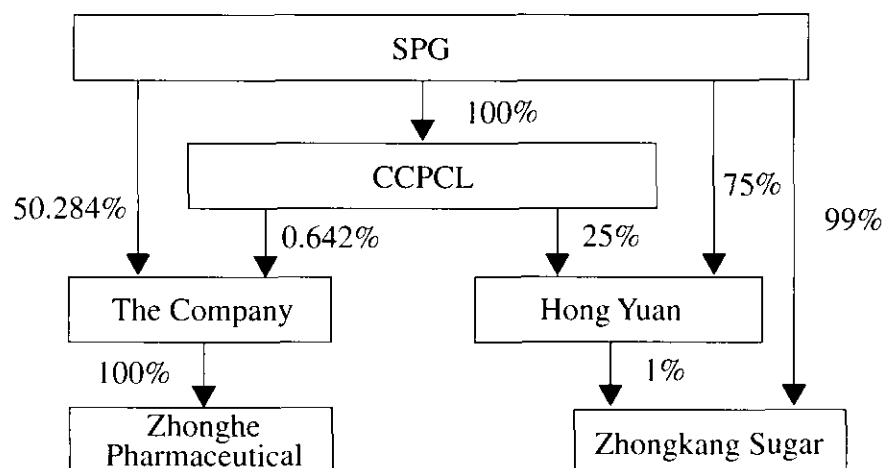 SPG
100%
CCPCL
75%
50.284%
99%
0.642%
25%
The Company
Hong Yuan
100%
1%
Zhonghe
Pharmaceutical
Zhongkang Sugar